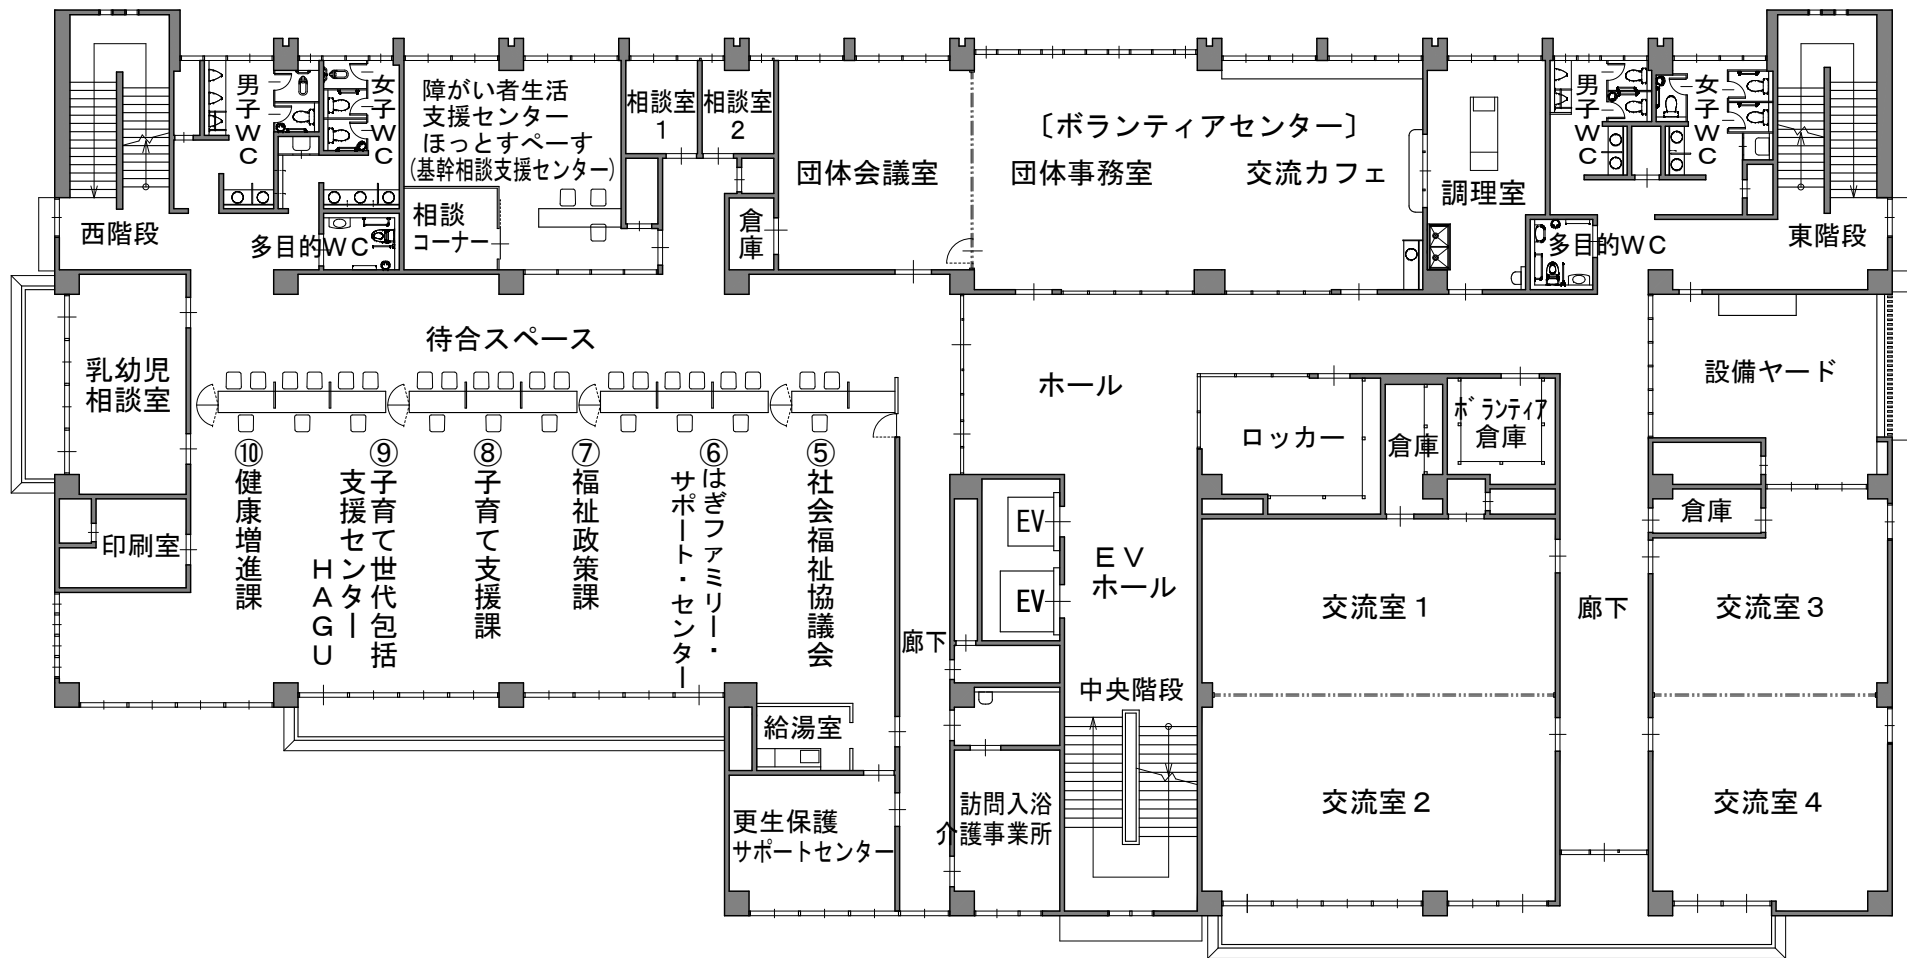 男子WC
女子WC
障がい者生活
支援センター
ほっとすぺーす
(基幹相談支援センター)
相談室
1
相談室
2
団体会議室
〔ボランティアセンター〕
団体事務室
交流カフェ
調理室
男子WC
女子WC
西階段
多目的WC
相談
コーナー
倉庫
多目的WC
東階段
乳幼児
相談室
待合スペース
ホール
設備ヤード
ロッカー
倉庫
ボランティア
倉庫
⑩健康増進課
⑨子育て世代包括
支援センター
HAGU
⑧子育て支援課
⑦福祉政策課
⑥はぎファミリー・
サポート・センター
⑤社会福祉協議会
印刷室
EV
EV
EV
ホール
倉庫
廊下
交流室1
廊下
交流室3
中央階段
給湯室
更生保護
サポートセンター
訪問入浴
介護事業所
交流室2
交流室4